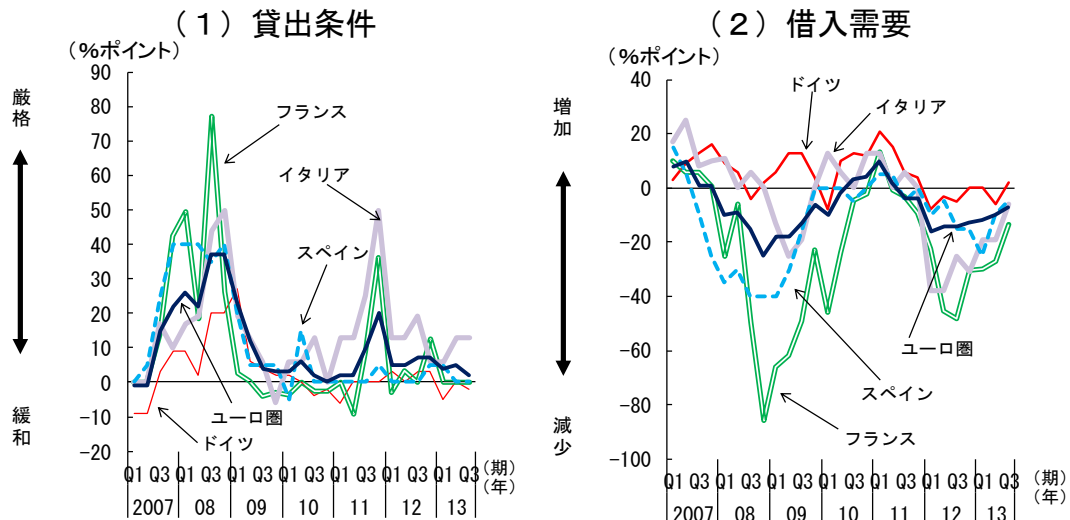 (1)貸出条件
(%ポイント)
厳格
緩和
90
80
70
60
50
40
30
20
10
0
-10
-20
フランス
イタリア
スペイン
ユーロ圏
ドイツ
Q1 Q3 Q1 Q3 Q1 Q3 Q1 Q3 Q1 Q3 Q1 Q3 Q1 Q3 (期)
2007 08 09 10 11 12 13 (年)
(2)借入需要
(%ポイント)
増加
減少
40
20
0
-20
-40
-60
-80
-100
ドイツ
イタリア
ユーロ圏
スペイン
フランス
Q1 Q3 Q1 Q3 Q1 Q3 Q1 Q3 Q1 Q3 Q1 Q3 Q1 Q3 (期)
2007 08 09 10 11 12 13 (年)